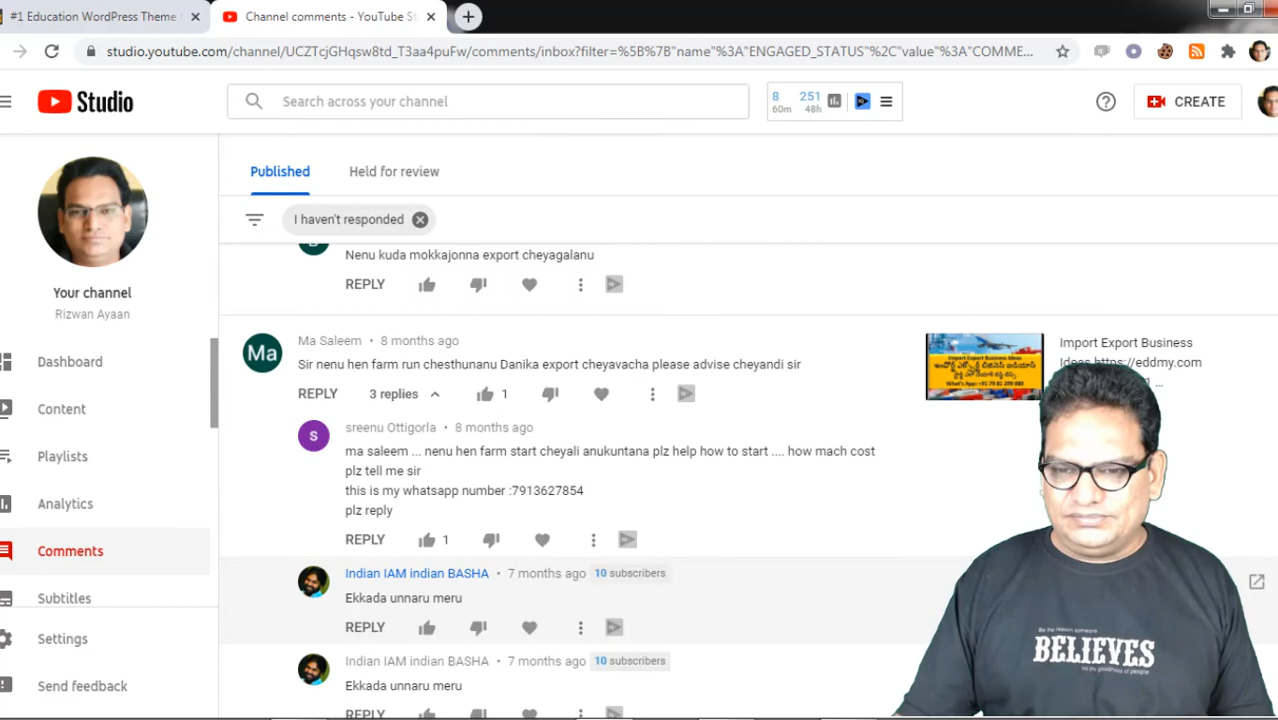 #1 Education WordPress Theme
Channel comments - YouTube St
studio.youtube.com/channel/UCZTcjGHqsw8td_T3aa4puFw/comments/inbox?filter=%5B%7B"name"%3A"ENGAGED_STATUS"%2C"value"%3A"COMME...
Studio
Search across your channel
8 251
60m 48h
CREATE
Published
Held for review
I haven't responded
Your channel
Rizwan Ayaan
Dashboard
Content
Playlists
Analytics
Comments
Subtitles
Settings
Send feedback
Nenu kuda mokkajonna export cheyagalanu
REPLY
Ma
Ma Saleem • 8 months ago
Sir nenu hen farm run chesthunanu Danika export cheyavacha please advise cheyandi sir
REPLY 3 replies 1
Import Export Business Ideas
Import Export Business
Ideas https://eddmy.com
S
sreenu Ottigorla • 8 months ago
ma saleem ... nenu hen farm start cheyali anukuntana plz help how to start .... how mach cost
plz tell me sir
this is my whatsapp number :7913627854
plz reply
REPLY 1
Indian IAM indian BASHA • 7 months ago 10 subscribers
Ekkada unnaru meru
REPLY
Indian IAM indian BASHA • 7 months ago 10 subscribers
Ekkada unnaru meru
REPLY
BELIEVES